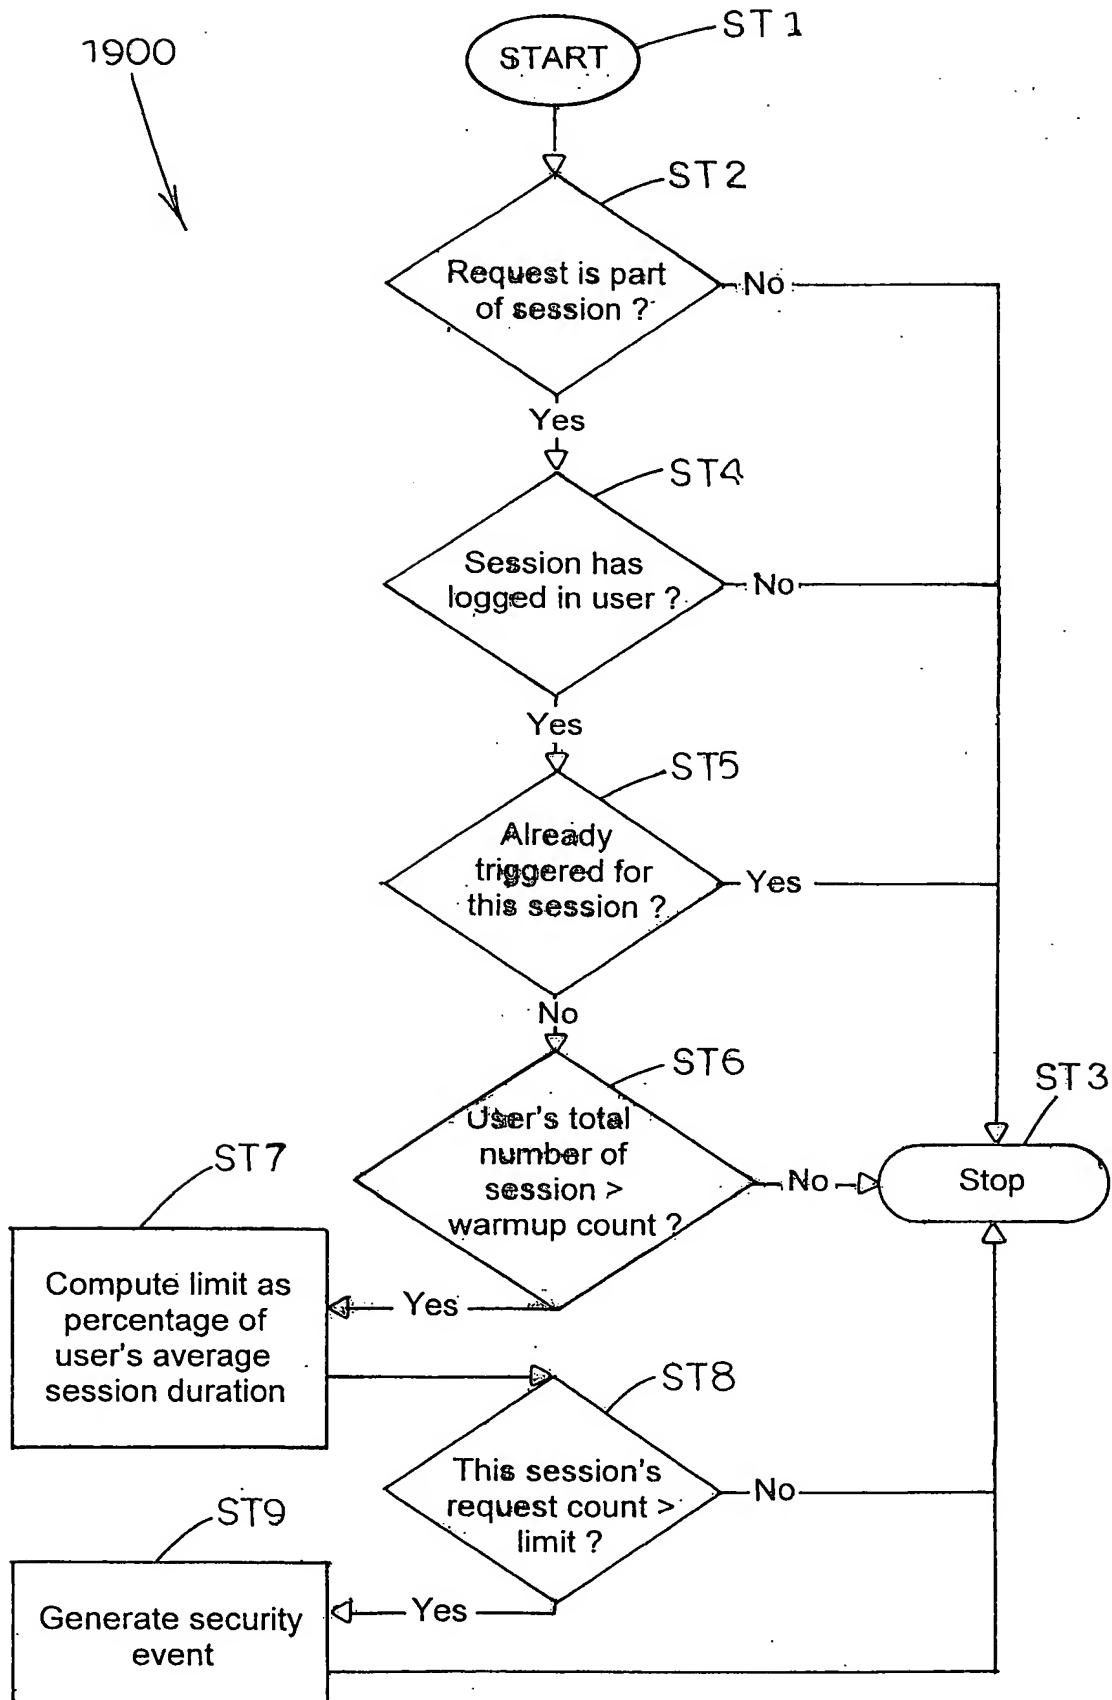 1900
START
ST1
ST2
Request is part
of session ?
No
Yes
ST4
Session has
logged in user ?
No
Yes
ST5
Already
triggered for
this session ?
Yes
No
ST6
User's total
number of
session >
warmup count ?
No
ST3
Stop
ST7
Yes
Compute limit as
percentage of
user's average
session duration
ST8
This session's
request count >
limit ?
No
ST9
Yes
Generate security
event